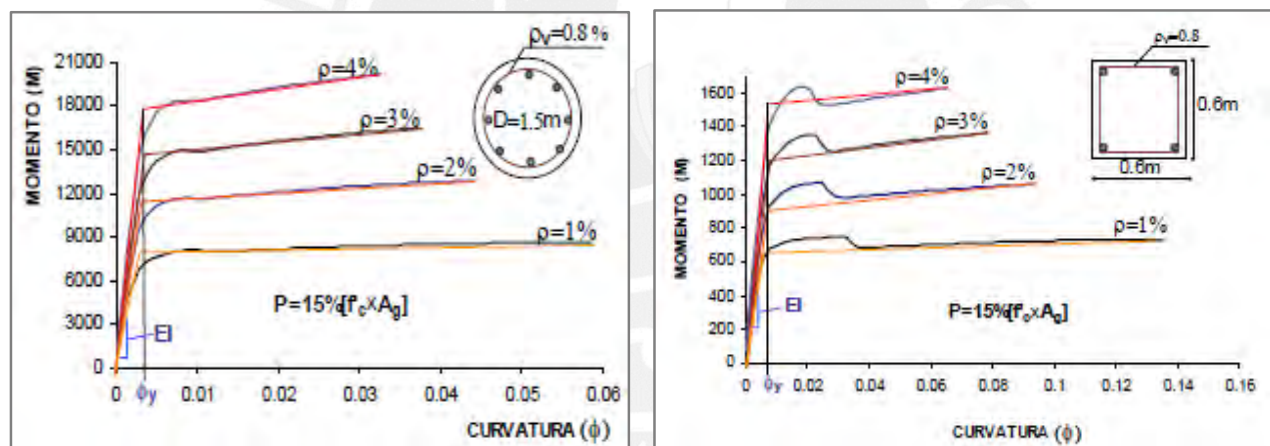 MOMENTO (M)
21000
18000
15000
12000
9000
6000
3000
0
ρ=4%
ρ=3%
ρ=2%
ρ=1%
ρv=0.8%
D=1.5m
P=15%[f'c×Ag]
EI
0
ϕy
0.01
0.02
0.03
0.04
0.05
0.06
CURVATURA (ϕ)
MOMENTO (M)
1600
1400
1200
1000
800
600
400
200
0
ρ=4%
ρ=3%
ρ=2%
ρ=1%
ρv=0.8
0.6m
0.6m
P=15%[f'c×Ag]
EI
0
ϕy
0.02
0.04
0.06
0.08
0.1
0.12
0.14
0.16
CURVATURA (ϕ)